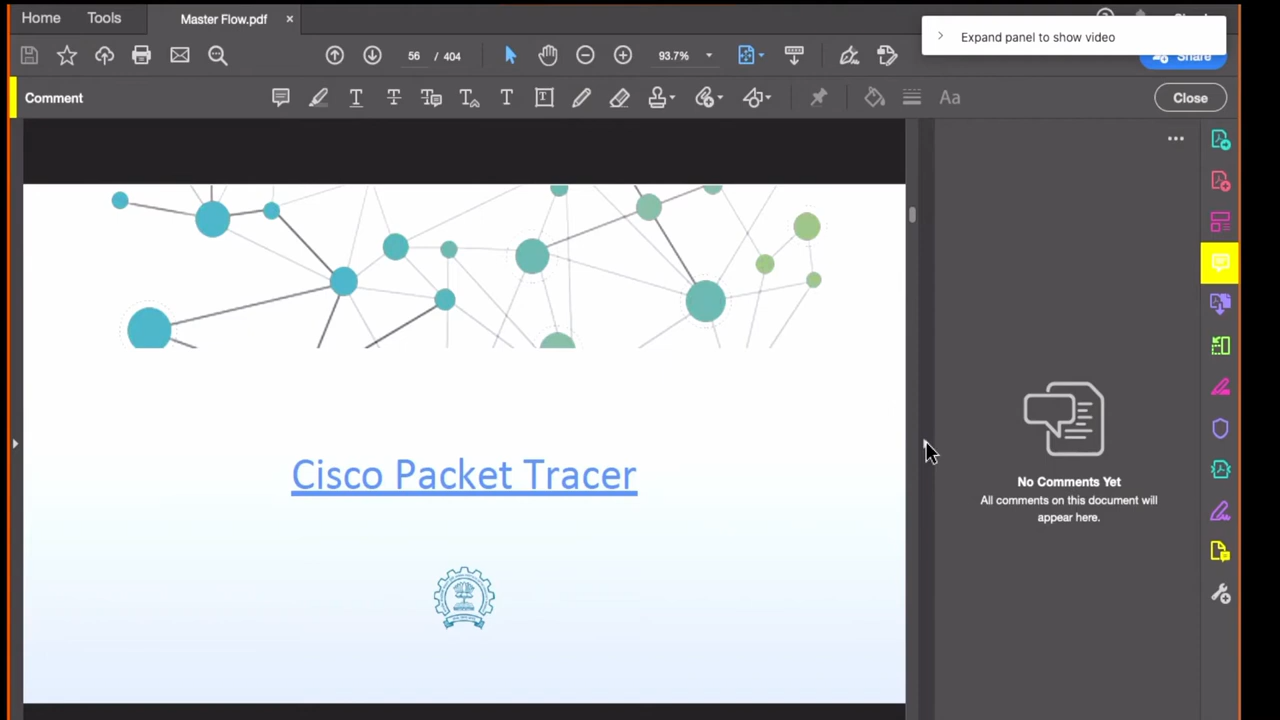 Home Tools Master Flow.pdf ×
Expand panel to show video
56 / 404 93.7% Share
Comment Aa Close
Cisco Packet Tracer
No Comments Yet
All comments on this document will
appear here.